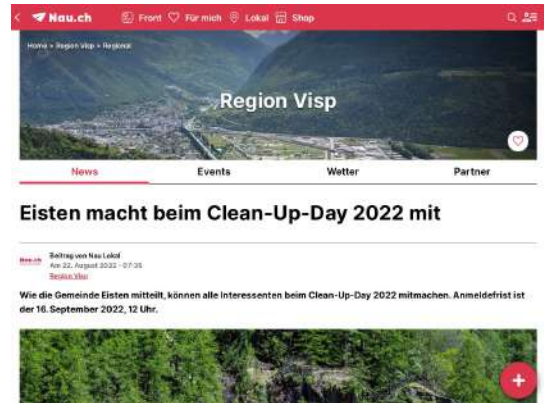 Nau.ch Front Für mich Lokal Shop
Home > Region Visp > Regional
Region Visp
News Events Wetter Partner
Eisten macht beim Clean-Up-Day 2022 mit
Nau.ch
Beitrag von Nau Lokal
Am 22. August 2022 - 07:35
Region Visp
Wie die Gemeinde Eisten mitteilt, können alle Interessenten beim Clean-Up-Day 2022 mitmachen. Anmeldefrist ist
der 16. September 2022, 12 Uhr.